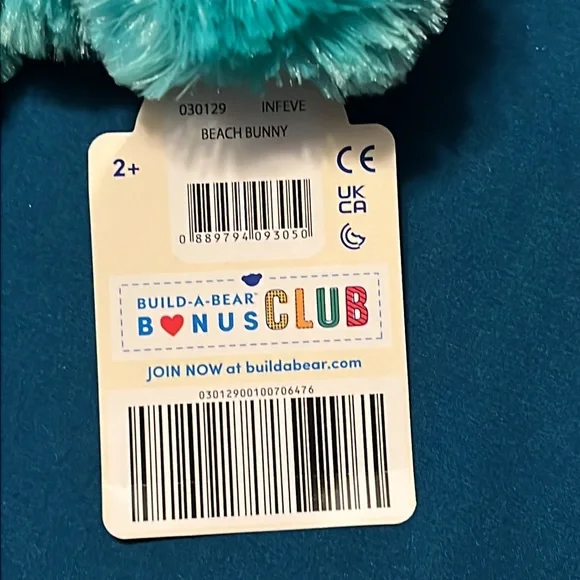 030129 INFEVE
BEACH BUNNY
2+
CE
UK
CA
0 889794 093050
BUILD-A-BEAR™
BONUS CLUB
JOIN NOW at buildabear.com
03012900100706476